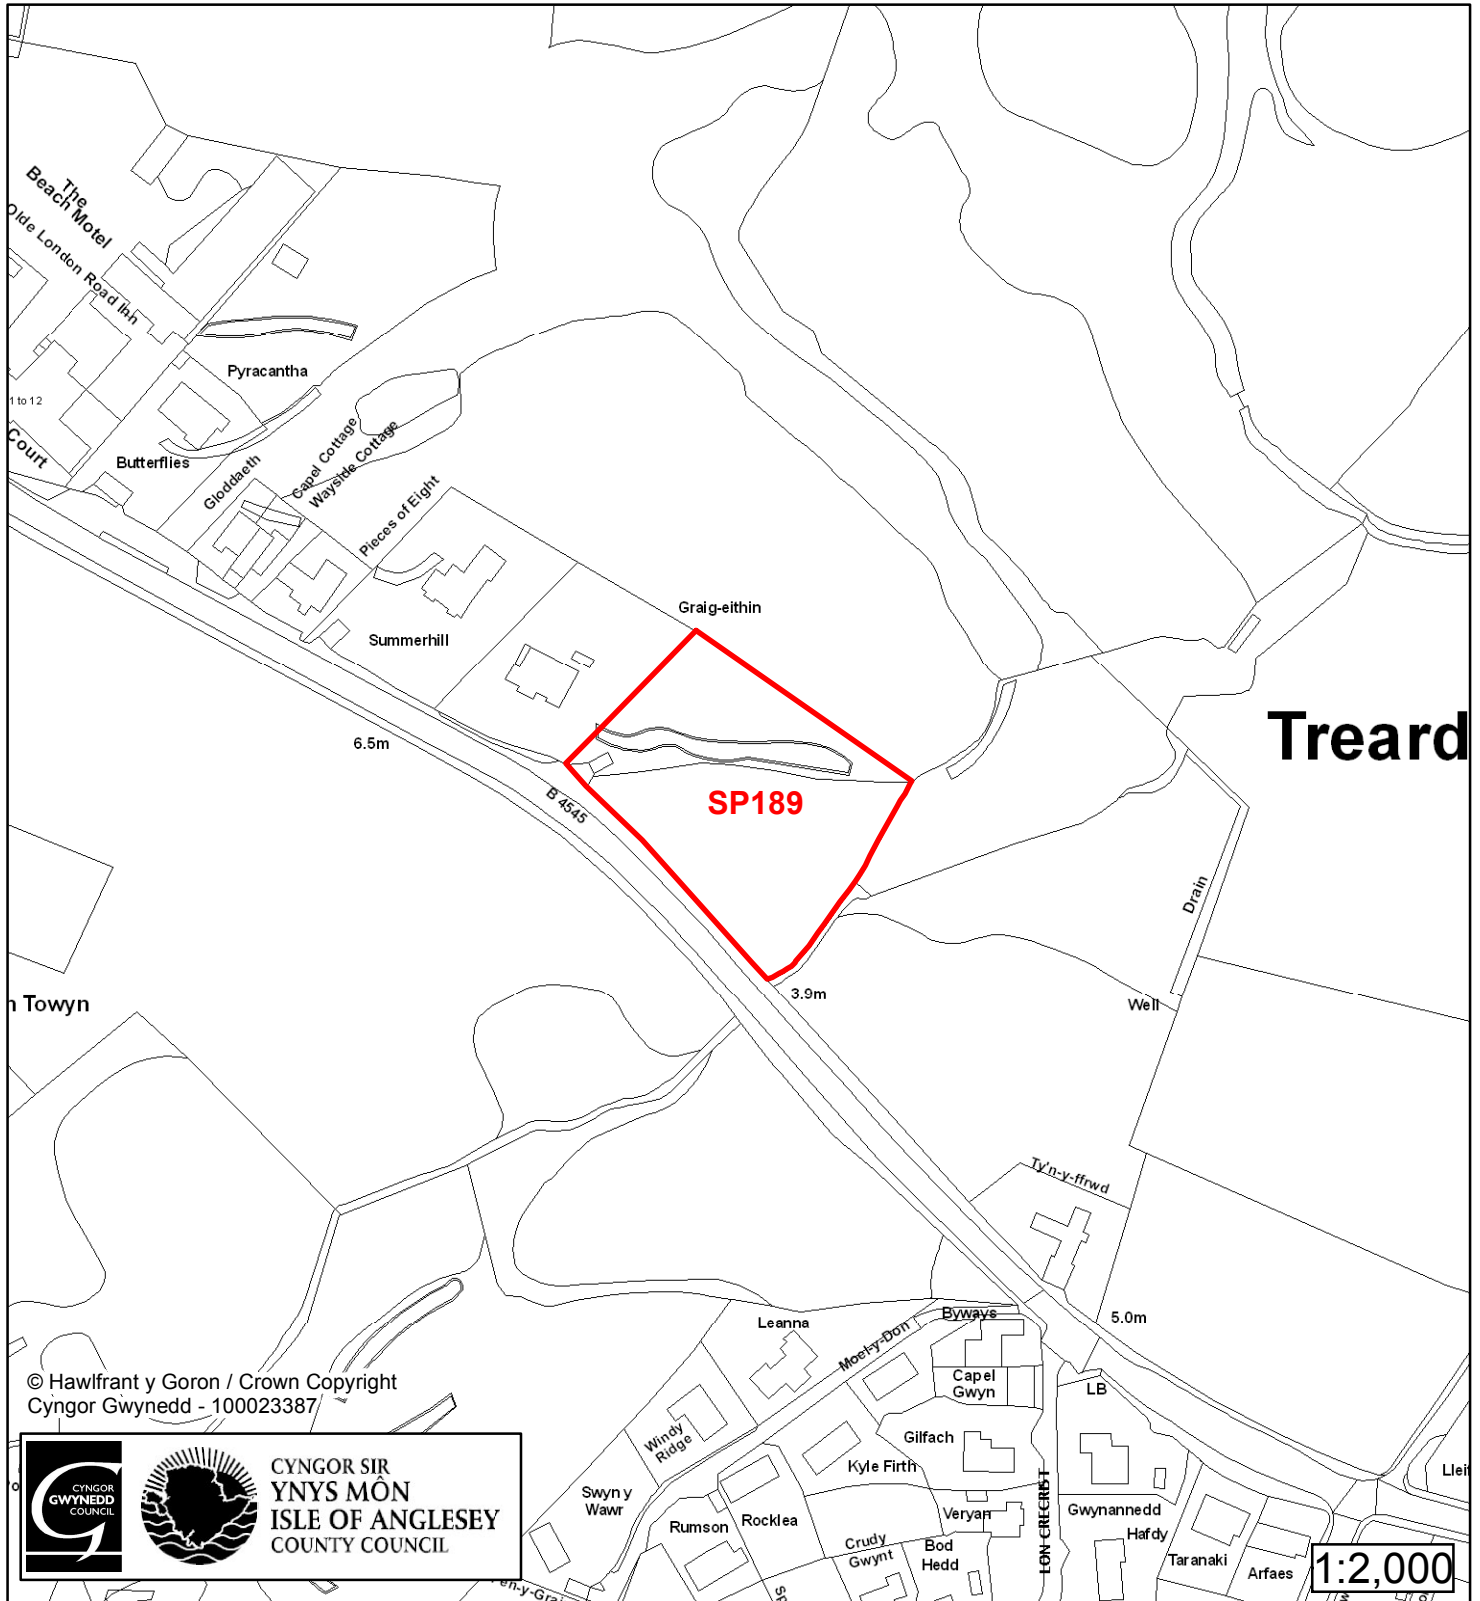 The
Beach Motel
Olde London Road Inn
Pyracantha
1 to 12
Court
Butterflies
Gloddaeth
Capel Cottage
Wayside Cottage
Pieces of Eight
Summerhill
Graig-eithin
6.5m
B 4545
SP189
Treard
Drain
3.9m
Well
n Towyn
Ty'n-y-ffrwd
5.0m
Leanna
Moel-y-Don
Byways
Capel
Gwyn
LB
Windy
Ridge
Gilfach
Kyle Firth
Swyn y
Wawr
Rumson
Rocklea
Veryan
Crudy
Gwynt
Bod
Hedd
LON CRECRIST
Gwynannedd
Hafdy
Taranaki
Arfaes
© Hawlfrant y Goron / Crown Copyright
Cyngor Gwynedd - 100023387
CYNGOR
GWYNEDD
COUNCIL
CYNGOR SIR
YNYS MÔN
ISLE OF ANGLESEY
COUNTY COUNCIL
1:2,000